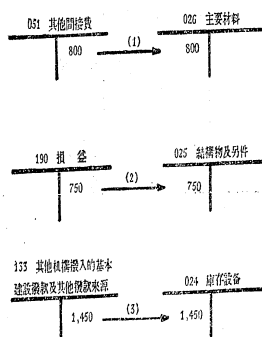 051 其他間接費
026 主要材料
800
(1)
800
190 損益
025 結構物及另件
750
(2)
750
133 其他机構撥入的基本
建設撥款及其他撥款來源
024 庫存設備
1,450
(3)
1,450